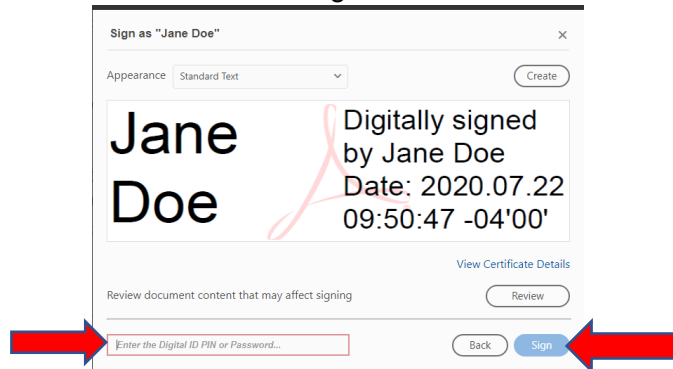 Sign as "Jane Doe"
×
Appearance Standard Text Create
Jane
Doe
Digitally signed
by Jane Doe
Date: 2020.07.22
09:50:47 -04'00'
View Certificate Details
Review document content that may affect signing Review
Enter the Digital ID PIN or Password... Back Sign